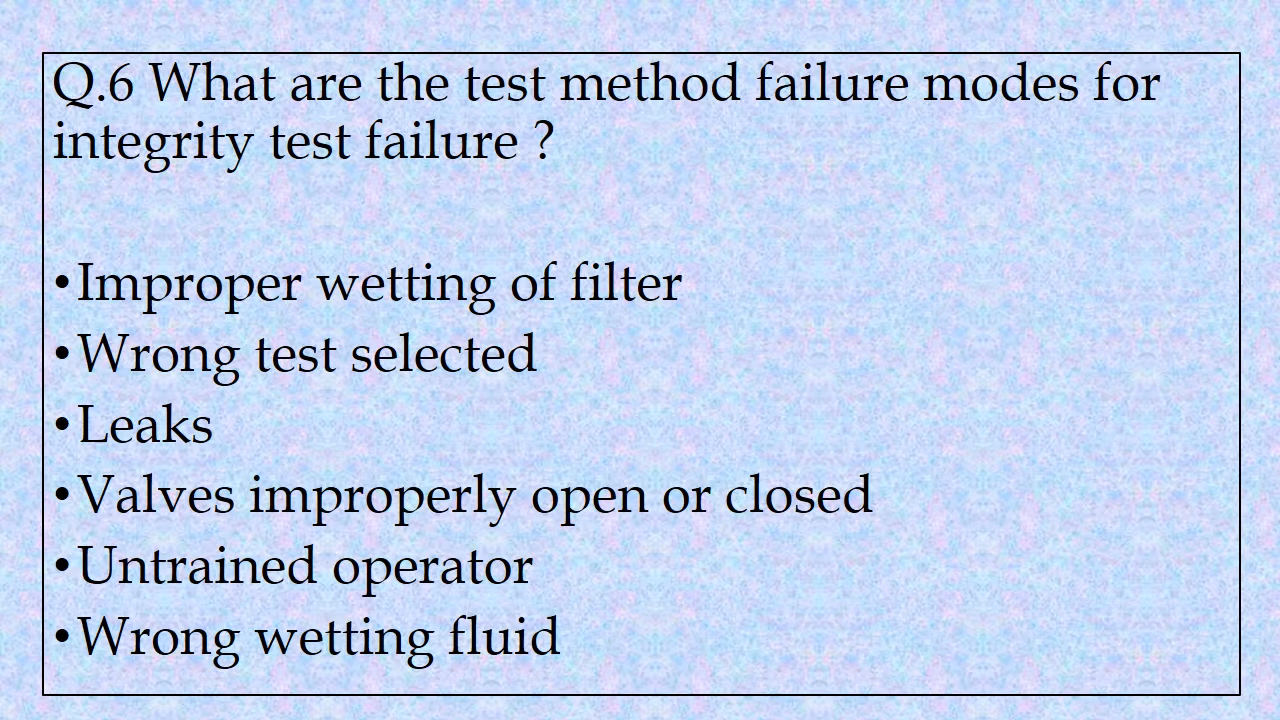 Q.6 What are the test method failure modes for
integrity test failure ?
•Improper wetting of filter
•Wrong test selected
•Leaks
•Valves improperly open or closed
•Untrained operator
•Wrong wetting fluid